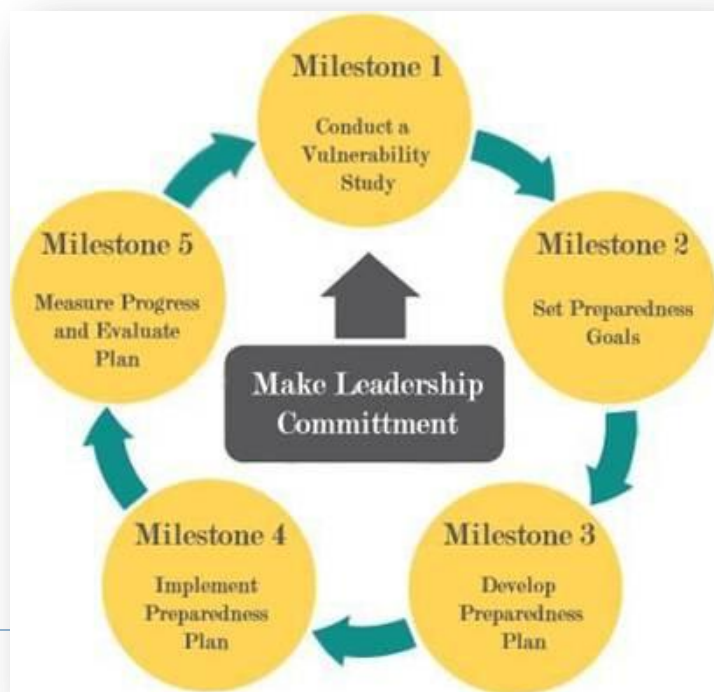 Milestone 1
Conduct a
Vulnerability
Study
Milestone 2
Set Preparedness
Goals
Milestone 3
Develop
Preparedness
Plan
Milestone 4
Implement
Preparedness
Plan
Milestone 5
Measure Progress
and Evaluate
Plan
Make Leadership
Committment